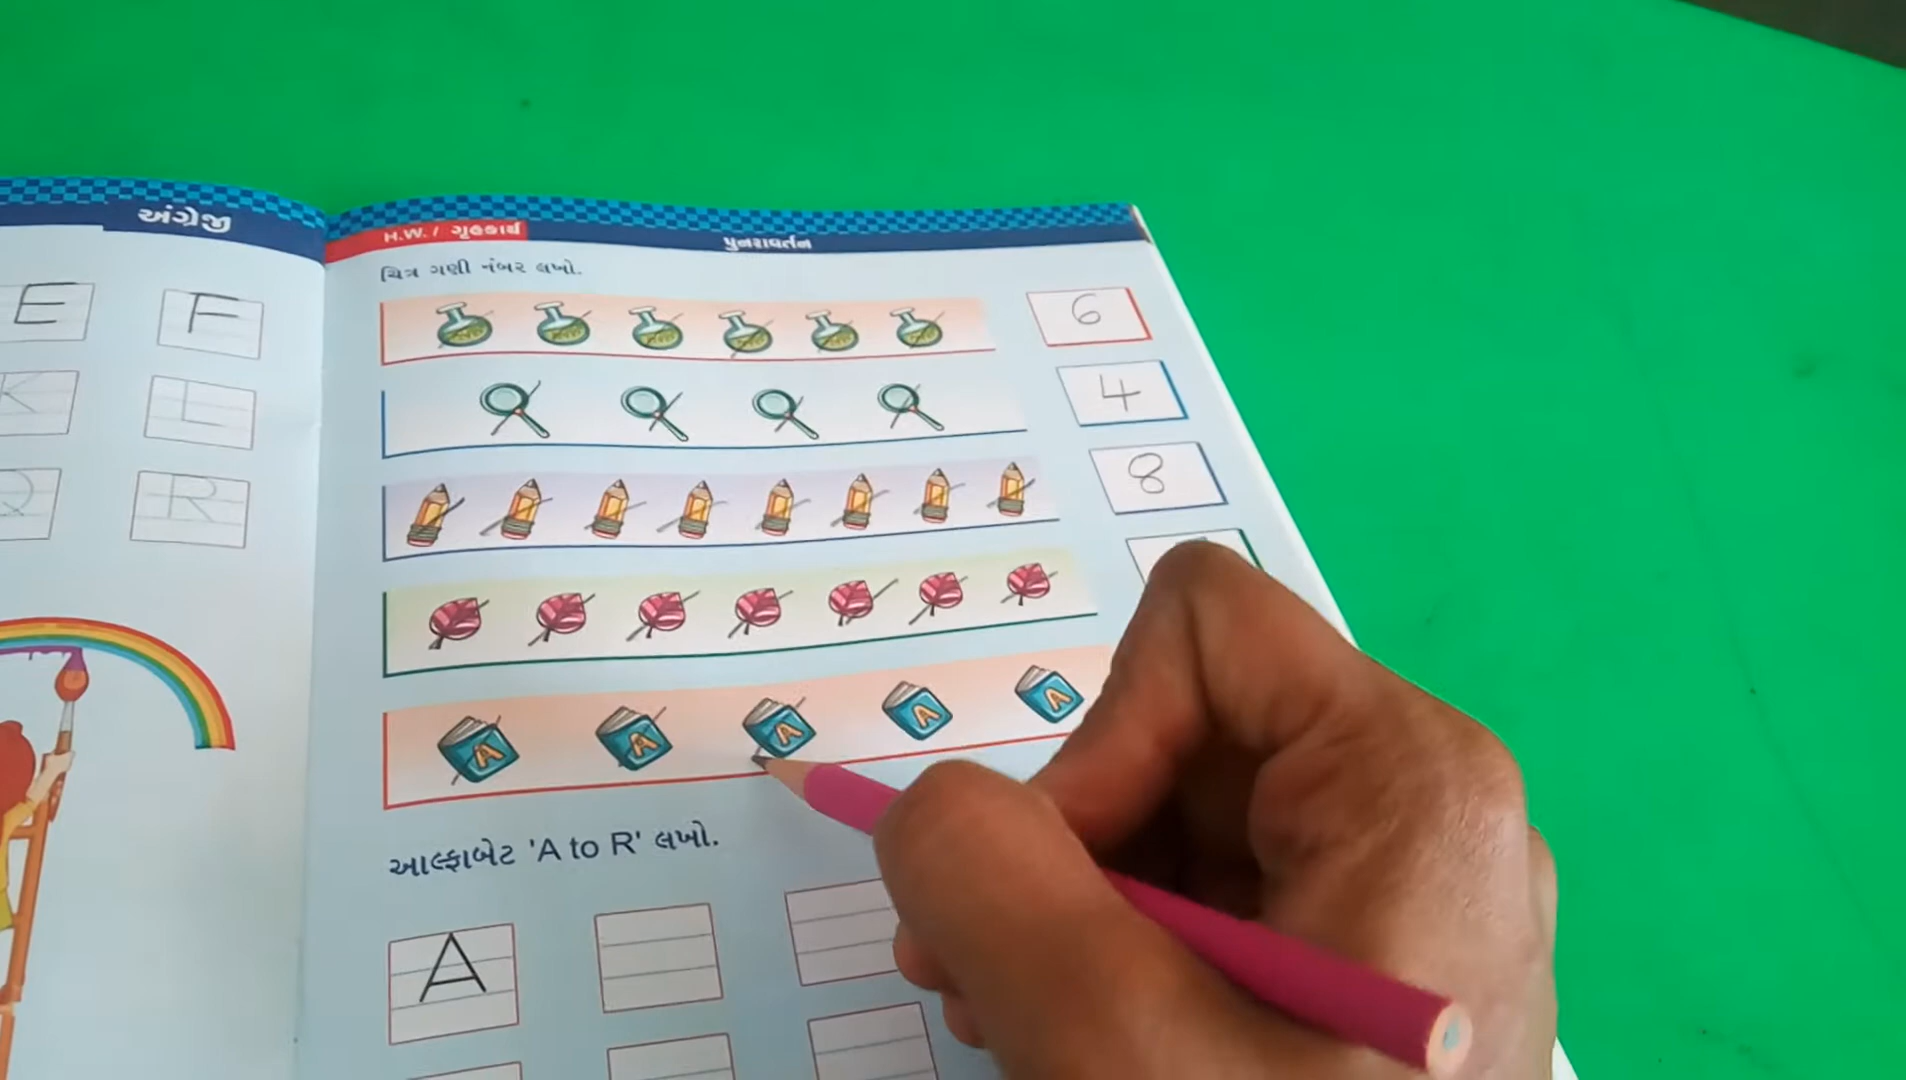 અંગ્રેજી
E F
K L
Q R
H.W. / ગૃહકાર્ય
પુનરાવર્તન
ચિત્ર ગણી નંબર લખો.
6
4
8
A A A A A
આલ્ફાબેટ 'A to R' લખો.
A